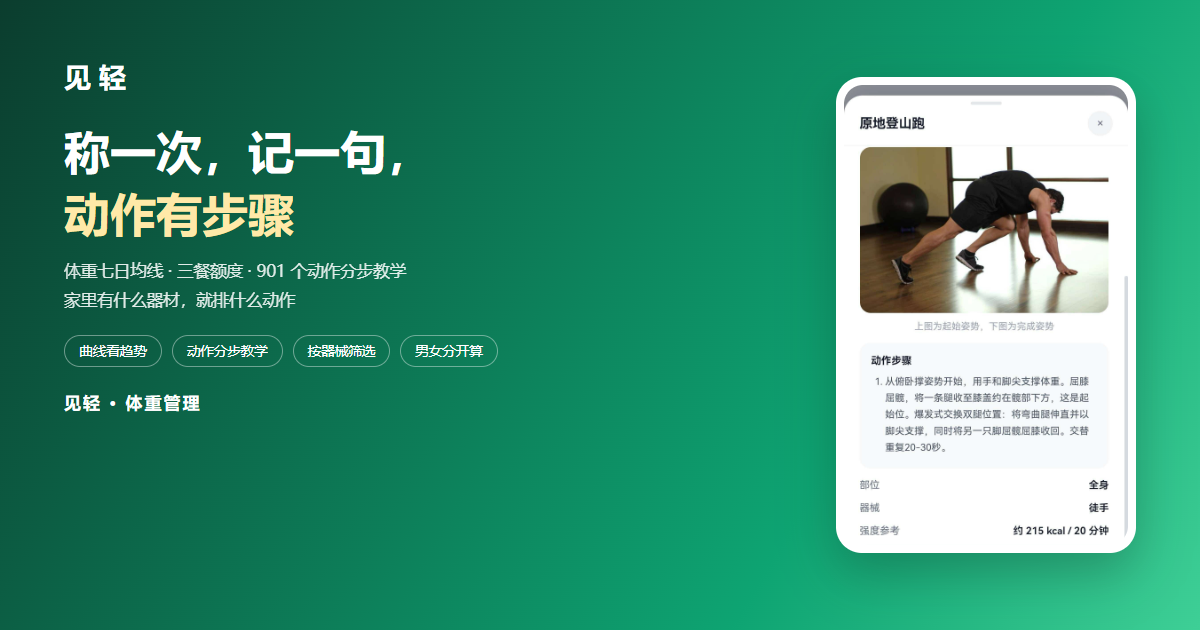 见轻
称一次，记一句，
动作有步骤
体重七日均线 · 三餐额度 · 901 个动作分步教学
家里有什么器材，就排什么动作
曲线看趋势
动作分步教学
按器械筛选
男女分开算
见轻 · 体重管理
原地登山跑
×
上图为起始姿势，下图为完成姿势
动作步骤
1. 从俯卧撑姿势开始，用手和脚尖支撑体重。屈膝
屈髋，将一条腿收至膝盖约在髋部下方，这是起
始位。爆发式交换双腿位置：将弯曲腿伸直并以
脚尖支撑，同时将另一只脚屈髋屈膝收回。交替
重复20-30秒。
部位 全身
器械 徒手
强度参考 约 215 kcal / 20 分钟